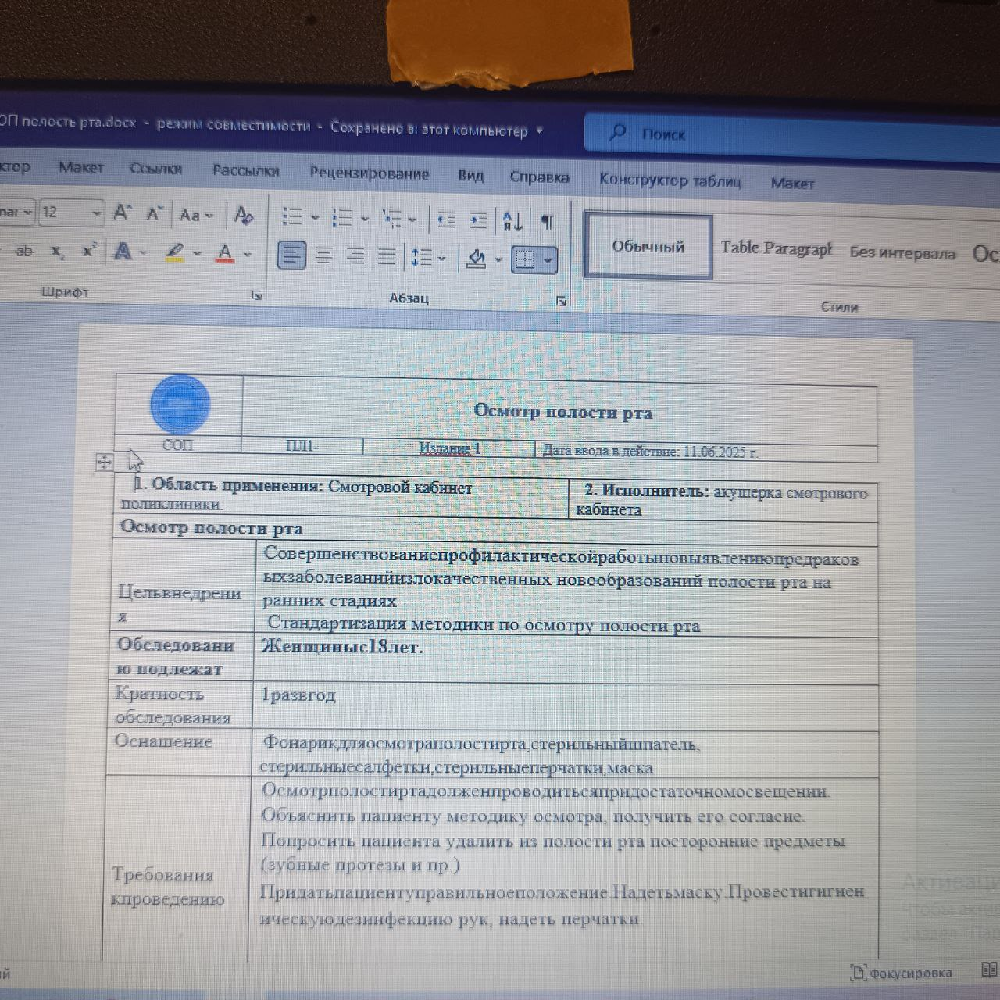 ОП полость рта.docx - режим совместимости - Сохранено в: этот компьютер
Поиск
ктор Макет Ссылки Рассылки Рецензирование Вид Справка Конструктор таблиц Макет
12
Обычный
Table Paragrapł
Без интервала
Шрифт
Абзац
Стили
Осмотр полости рта
СОП
ПЛ1-
Издание 1
Дата ввода в действие: 11.06.2025 г.
1. Область применения: Смотровой кабинет
поликлиники.
2. Исполнитель: акушерка смотрового
кабинета
Осмотр полости рта
Цельвнедрени
я
Совершенствованиепрофилактическойработыповыявлениюпредраков
ыхзаболеванийизлокачественных новообразований полости рта на
ранних стадиях
Стандартизация методики по осмотру полости рта
Обследовани
ю подлежат
Женщиныс18лет.
Кратность
обследования
1развгод
Оснащение
Фонарикдляосмотраполостирта,стерильныйшпатель,
стерильныесалфетки,стерильныеперчатки,маска
Требования
кпроведению
Осмотрполостиртадолженпроводитьсяпридостаточномосвещении.
Объяснить пациенту методику осмотра, получить его согласие.
Попросить пациента удалить из полости рта посторонние предметы
(зубные протезы и пр.)
Придатьпациентуправильноеположение.Надетьмаску.Провестигигиен
ическуюдезинфекцию рук, надеть перчатки.
Фокусировка